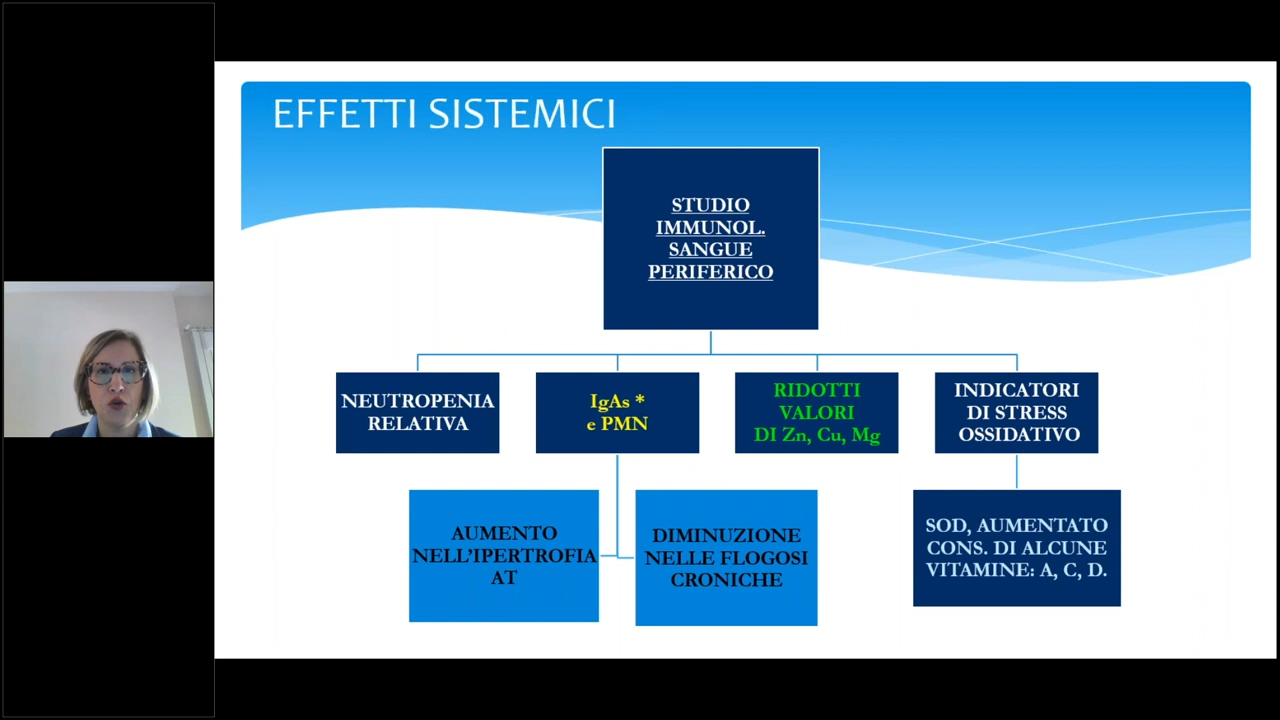 EFFETTI SISTEMICI
STUDIO
IMMUNOL.
SANGUE
PERIFERICO
NEUTROPENIA
RELATIVA
IgAs *
e PMN
RIDOTTI
VALORI
DI Zn, Cu, Mg
INDICATORI
DI STRESS
OSSIDATIVO
AUMENTO
NELL'IPERTROFIA
AT
DIMINUZIONE
NELLE FLOGOSI
CRONICHE
SOD, AUMENTATO
CONS. DI ALCUNE
VITAMINE: A, C, D.